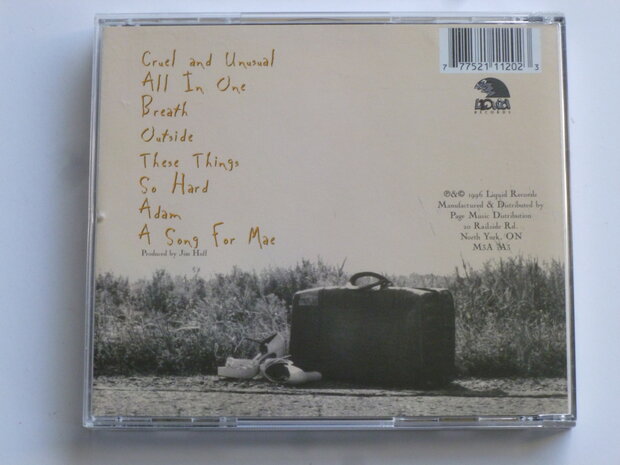 Cruel and Unusual
All In One
Breath
Outside
These Things
So Hard
Adam
A Song For Mae
Produced by Jim Huff
7 77521 11202 3
LIQUID
RECORDS
℗&© 1996 Liquid Records
Manufactured & Distributed by
Page Music Distribution
20 Railside Rd.
North York, ON
M3A 1A3